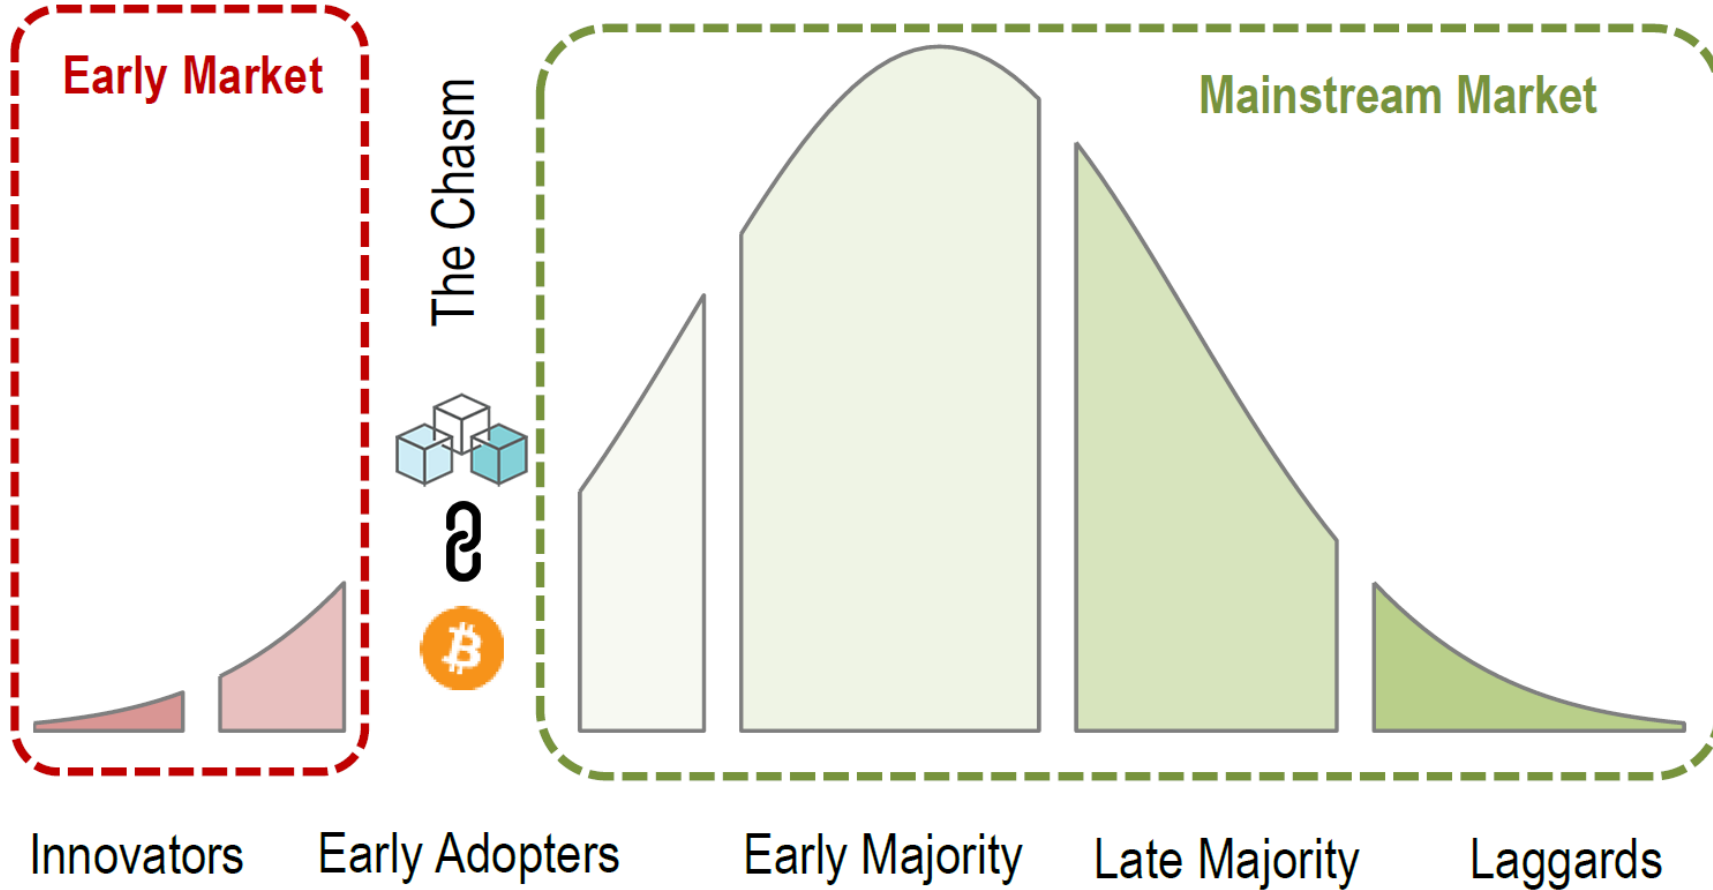 Early Market
The Chasm
Mainstream Market
Innovators
Early Adopters
Early Majority
Late Majority
Laggards